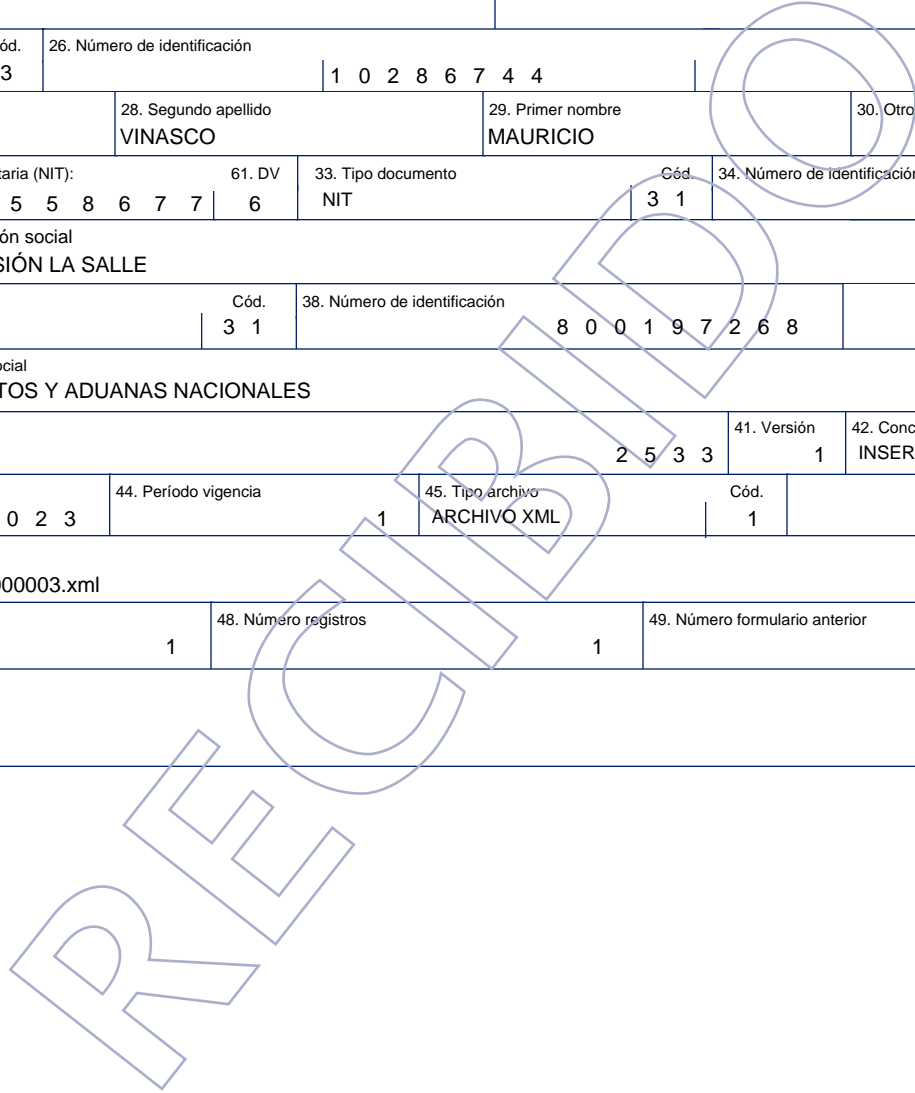 ód. 26. Número de identificación
3 1 0 2 8 6 7 4 4
28. Segundo apellido 29. Primer nombre 30. Otro
VINASCO MAURICIO
taria (NIT): 61. DV 33. Tipo documento Cód. 34. Número de identificación
5 5 8 6 7 7 6 NIT 3 1
ón social
SIÓN LA SALLE
Cód. 38. Número de identificación
3 1 8 0 0 1 9 7 2 6 8
ocial
TOS Y ADUANAS NACIONALES
41. Versión 42. Conc
2 5 3 3 1 INSER
44. Período vigencia 45. Tipo archivo Cód.
0 2 3 1 ARCHIVO XML 1
000003.xml
48. Número registros 49. Número formulario anterior
1 1
RECIBIDO